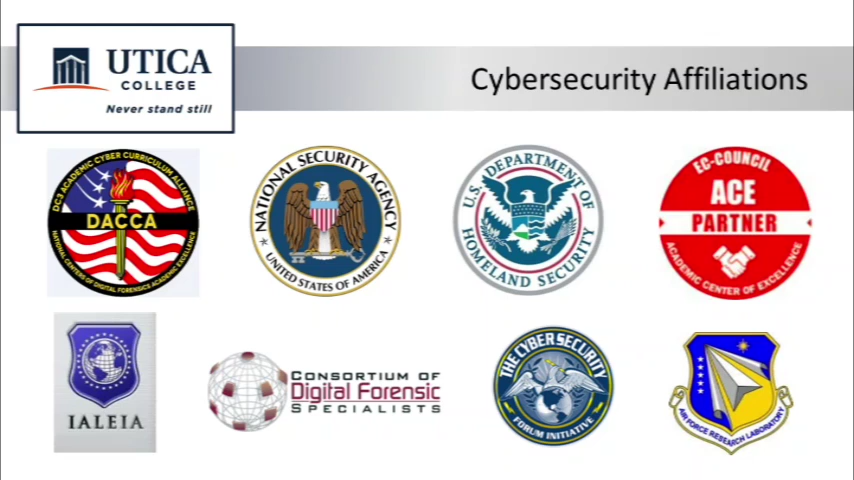 UTICA
COLLEGE
Never stand still
Cybersecurity Affiliations
DC3 ACADEMIC CYBER CURRICULUM ALLIANCE
DACCA
NATIONAL CENTERS OF DIGITAL FORENSICS ACADEMIC EXCELLENCE
NATIONAL SECURITY AGENCY
UNITED STATES OF AMERICA
U.S. DEPARTMENT OF
HOMELAND SECURITY
EC-COUNCIL
ACE
PARTNER
ACADEMIC CENTER OF EXCELLENCE
IALEIA
CONSORTIUM OF
Digital Forensic
SPECIALISTS
THE CYBER SECURITY
FORUM INITIATIVE
AIR FORCE RESEARCH LABORATORY